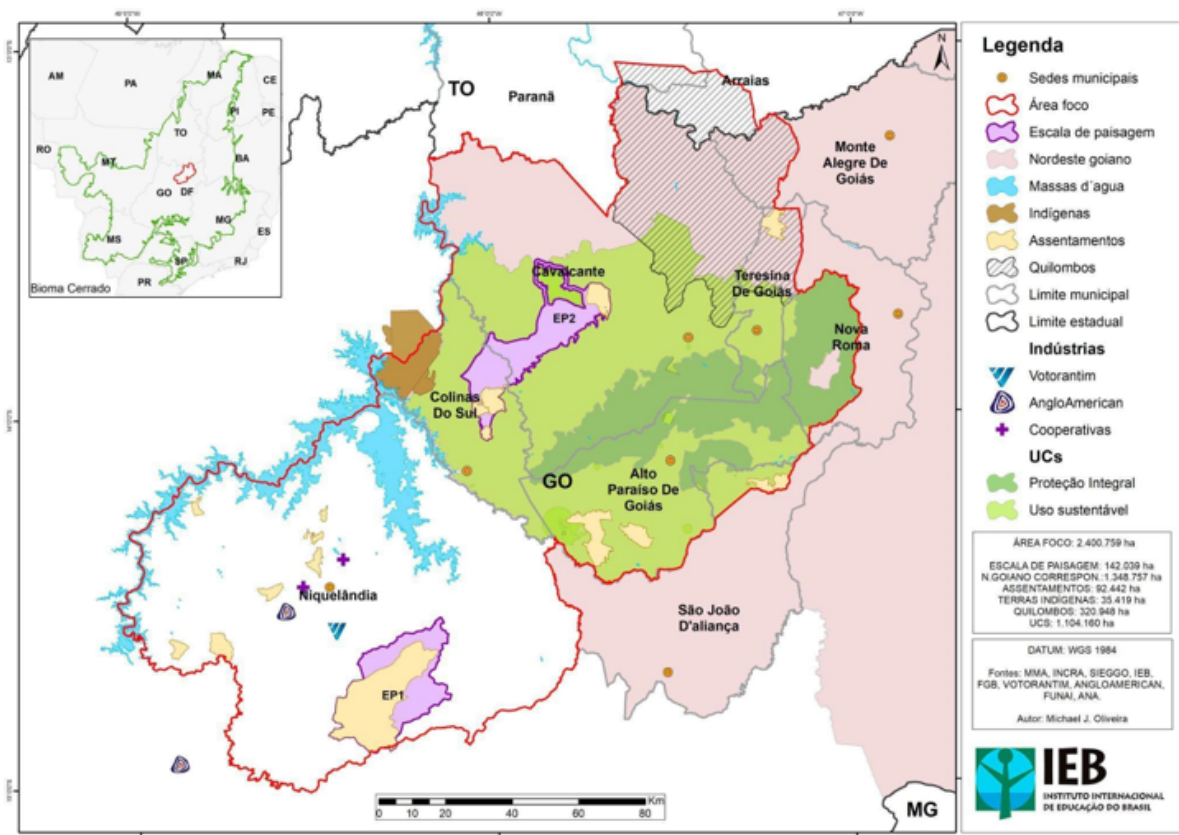 TO
Paranã
Arraias
Monte
Alegre De
Goiás
Cavalcante
Teresina
De Goiás
EP2
Nova
Roma
Colinas
Do Sul
GO
Alto
Paraíso De
Goiás
Niquelândia
São João
D'aliança
EP1
MG
AM
PA
MA
CE
PI
PE
TO
RO
MT
BA
GO
DF
MG
MS
ES
SP
RJ
PR
Bioma Cerrado
0 5 10 20 40 60 80
Km
N
Legenda
Sedes municipais
Área foco
Escala de paisagem
Nordeste goiano
Massas d´agua
Indígenas
Assentamentos
Quilombos
Limite municipal
Limite estadual
Indústrias
Votorantim
AngloAmerican
Cooperativas
UCs
Proteção Integral
Uso sustentável
ÁREA FOCO: 2.400.759 ha
ESCALA DE PAISAGEM: 142.039 ha
N.GOIANO CORRESPON.:1.348.757 ha
ASSENTAMENTOS: 92.442 ha
TERRAS INDÍGENAS: 35.419 ha
QUILOMBOS: 320.948 ha
UCS: 1.104.160 ha
DATUM: WGS 1984
Fontes: MMA, INCRA, SIEGGO, IEB,
FGB, VOTORANTIM, ANGLOAMERICAN,
FUNAI, ANA.
Autor: Michael J. Oliveira
IEB
INSTITUTO INTERNACIONAL
DE EDUCAÇÃO DO BRASIL